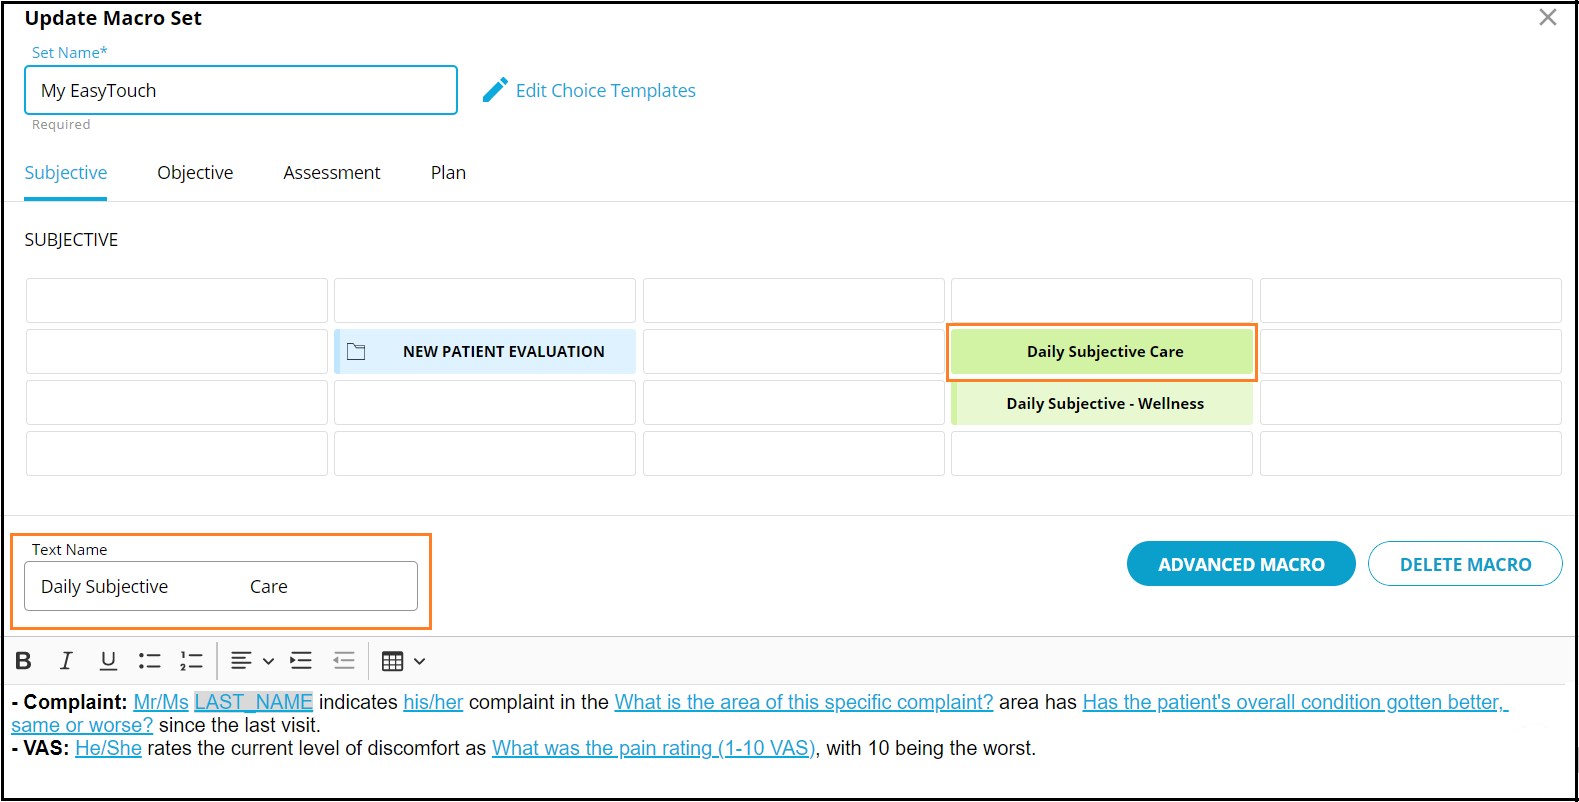 Update Macro Set
Set Name*
My EasyTouch
Edit Choice Templates
Required
Subjective Objective Assessment Plan
SUBJECTIVE
NEW PATIENT EVALUATION
Daily Subjective Care
Daily Subjective - Wellness
Text Name
Daily Subjective Care
ADVANCED MACRO
DELETE MACRO
- Complaint: Mr/Ms LAST_NAME indicates his/her complaint in the What is the area of this specific complaint? area has Has the patient's overall condition gotten better,
same or worse? since the last visit.
- VAS: He/She rates the current level of discomfort as What was the pain rating (1-10 VAS), with 10 being the worst.